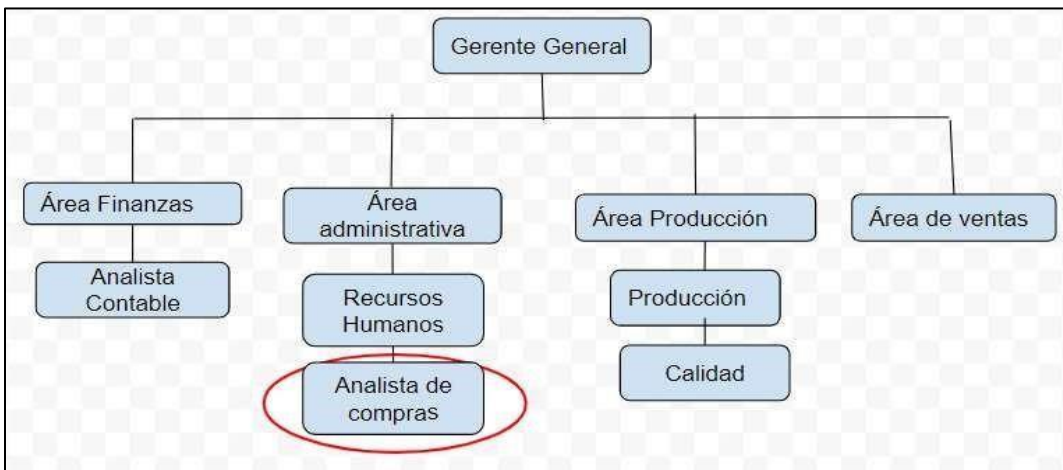 Gerente General
Área Finanzas
Área
administrativa
Área Producción
Área de ventas
Analista
Contable
Recursos
Humanos
Producción
Analista de
compras
Calidad